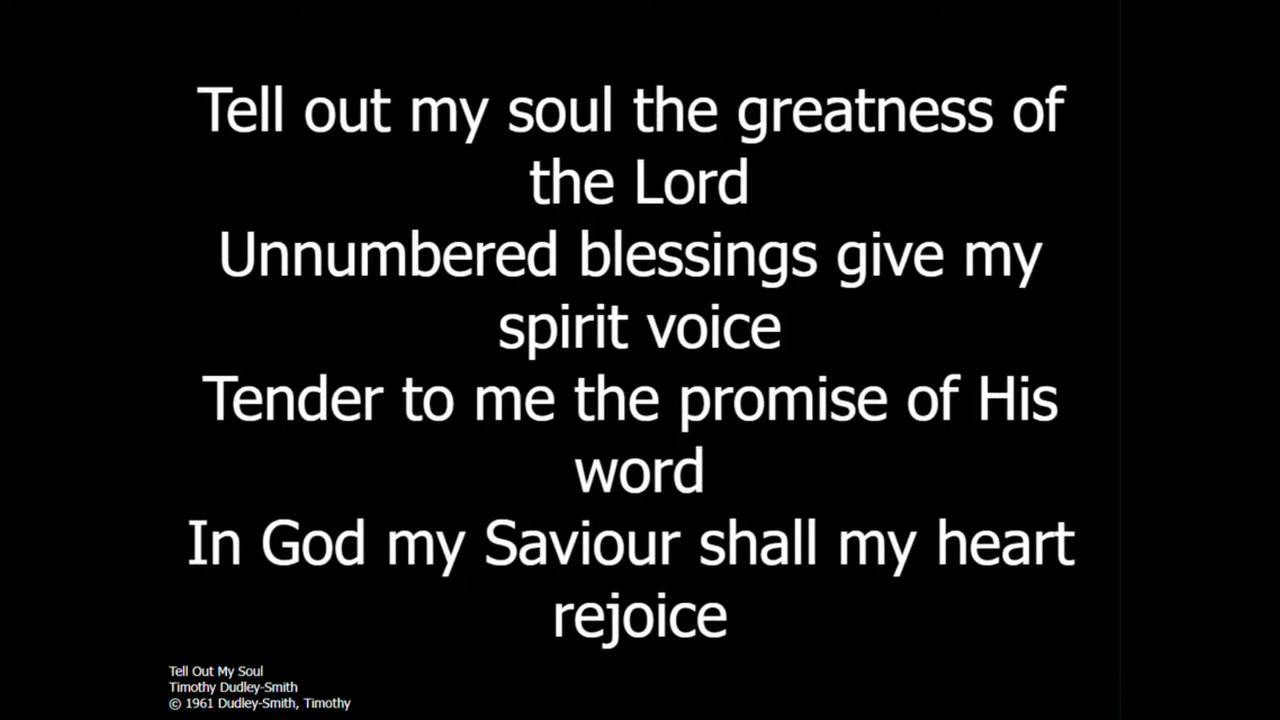 Tell out my soul the greatness of
the Lord
Unnumbered blessings give my
spirit voice
Tender to me the promise of His
word
In God my Saviour shall my heart
rejoice
Tell Out My Soul
Timothy Dudley-Smith
© 1961 Dudley-Smith, Timothy